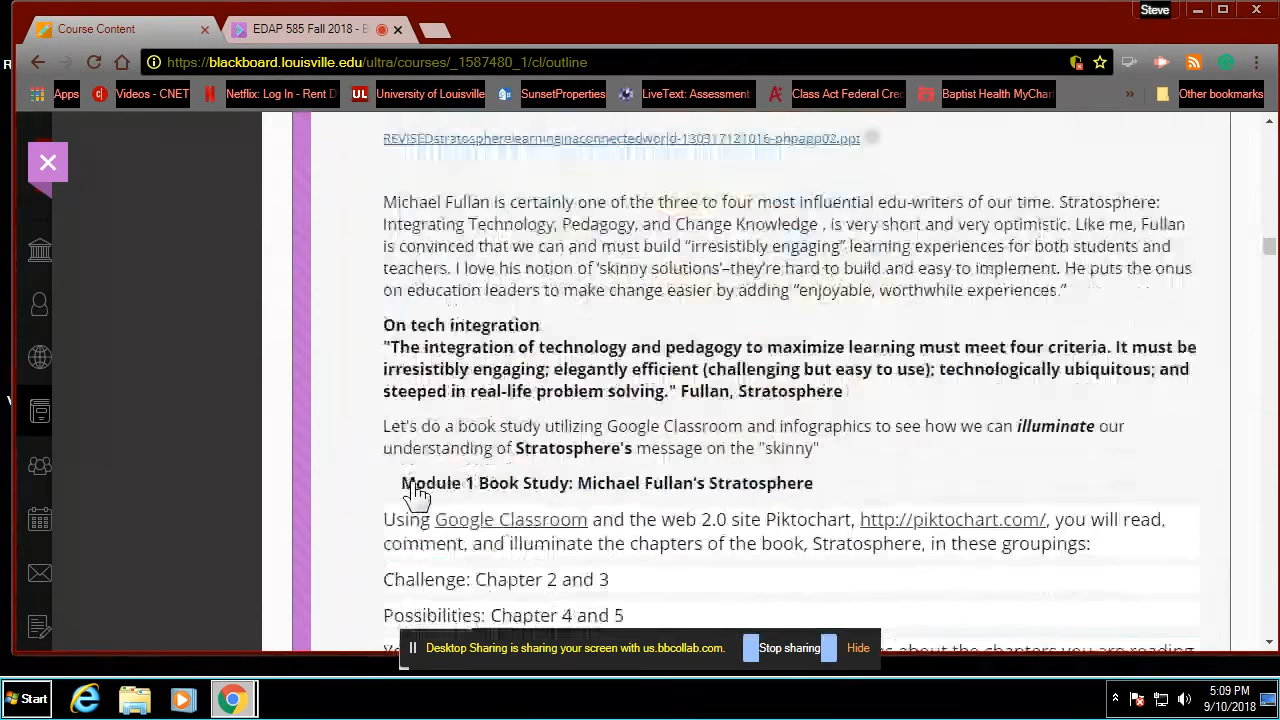 Steve
Course Content
EDAP 585 Fall 2018 - B
https://blackboard.louisville.edu/ultra/courses/_1587480_1/cl/outline
Apps
Videos - CNET
Netflix: Log In - Rent D
University of Louisville
SunsetProperties
LiveText: Assessment
Class Act Federal Cre
Baptist Health MyChar
»
Other bookmarks
REVISEDstratospherelearninginaconnectedworld-130317121016-phpapp02.ppt
Michael Fullan is certainly one of the three to four most influential edu-writers of our time. Stratosphere:
Integrating Technology, Pedagogy, and Change Knowledge , is very short and very optimistic. Like me, Fullan
is convinced that we can and must build “irresistibly engaging” learning experiences for both students and
teachers. I love his notion of ‘skinny solutions’–they’re hard to build and easy to implement. He puts the onus
on education leaders to make change easier by adding “enjoyable, worthwhile experiences.”
On tech integration
"The integration of technology and pedagogy to maximize learning must meet four criteria. It must be
irresistibly engaging; elegantly efficient (challenging but easy to use); technologically ubiquitous; and
steeped in real-life problem solving." Fullan, Stratosphere
Let's do a book study utilizing Google Classroom and infographics to see how we can illuminate our
understanding of Stratosphere's message on the "skinny"
Module 1 Book Study: Michael Fullan’s Stratosphere
Using Google Classroom and the web 2.0 site Piktochart, http://piktochart.com/, you will read,
comment, and illuminate the chapters of the book, Stratosphere, in these groupings:
Challenge: Chapter 2 and 3
Possibilities: Chapter 4 and 5
about the chapters you are reading
Desktop Sharing is sharing your screen with us.bbcollab.com.
Stop sharing
Hide
Start
5:09 PM
9/10/2018